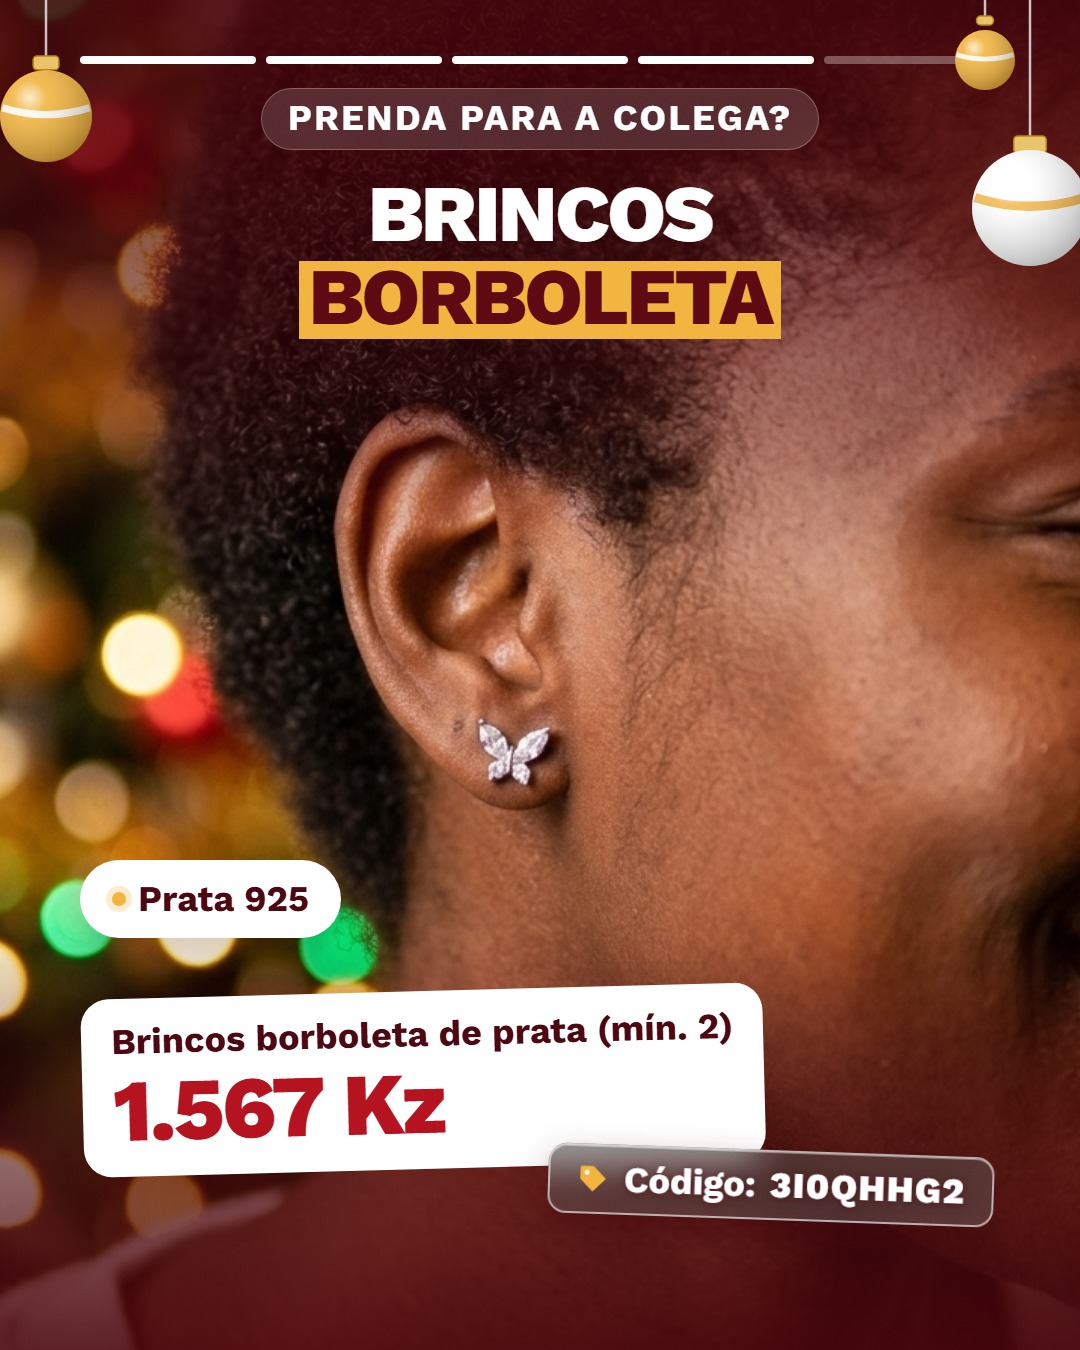 PRENDA PARA A COLEGA?
BRINCOS
BORBOLETA
Prata 925
Brincos borboleta de prata (mín. 2)
1.567 Kz
Código: 3I0QHHG2